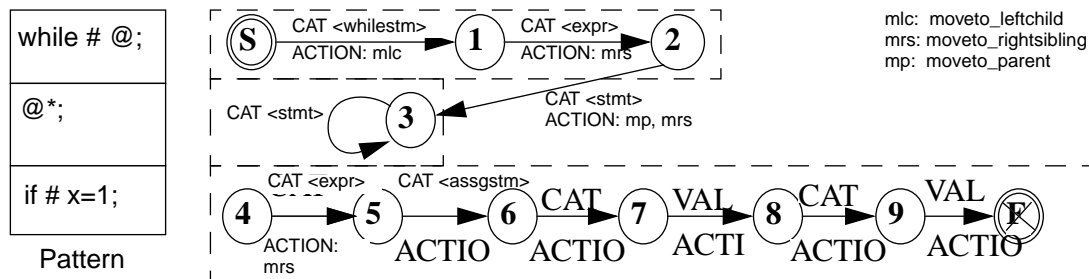 while # @;
@*;
if # x=1;
Pattern
S
CAT <whilestm>
ACTION: mlc
1
CAT <expr>
ACTION: mrs
2
mlc: moveto_leftchild
mrs: moveto_rightsibling
mp: moveto_parent
CAT <stmt>
3
CAT <stmt>
ACTION: mp, mrs
4
CAT <expr>
ACTION:
mrs
5
CAT <assgstm>
ACTIO
6
CAT
ACTIO
7
VAL
ACTI
8
CAT
ACTIO
9
VAL
ACTIO
F